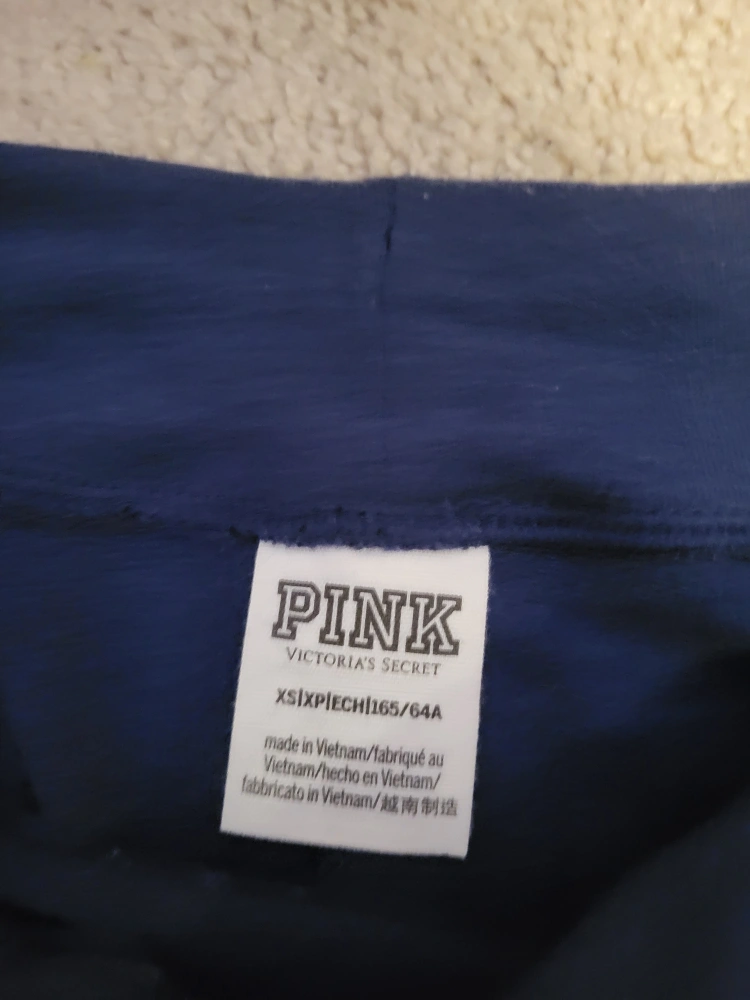 PINK
VICTORIA'S SECRET
XS|XP|ECH|165/64A
made in Vietnam/fabriqué au
Vietnam/hecho en Vietnam/
fabbricato in Vietnam/越南制造